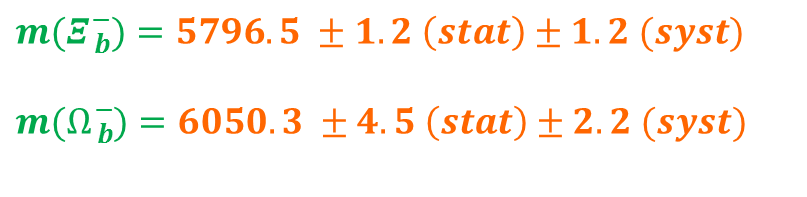 m(Ξ_b^-) = 5796.5 ± 1.2 (stat) ± 1.2 (syst)
m(Ω_b^-) = 6050.3 ± 4.5 (stat) ± 2.2 (syst)